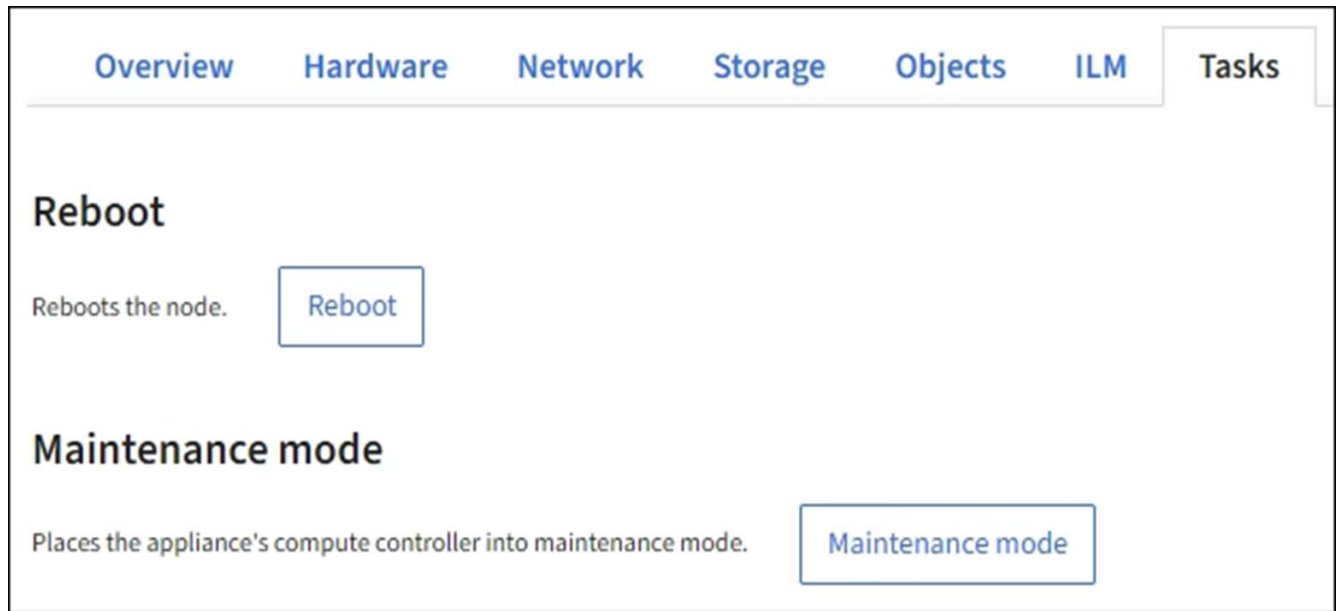 Overview Hardware Network Storage Objects ILM Tasks
Reboot
Reboots the node. Reboot
Maintenance mode
Places the appliance's compute controller into maintenance mode. Maintenance mode